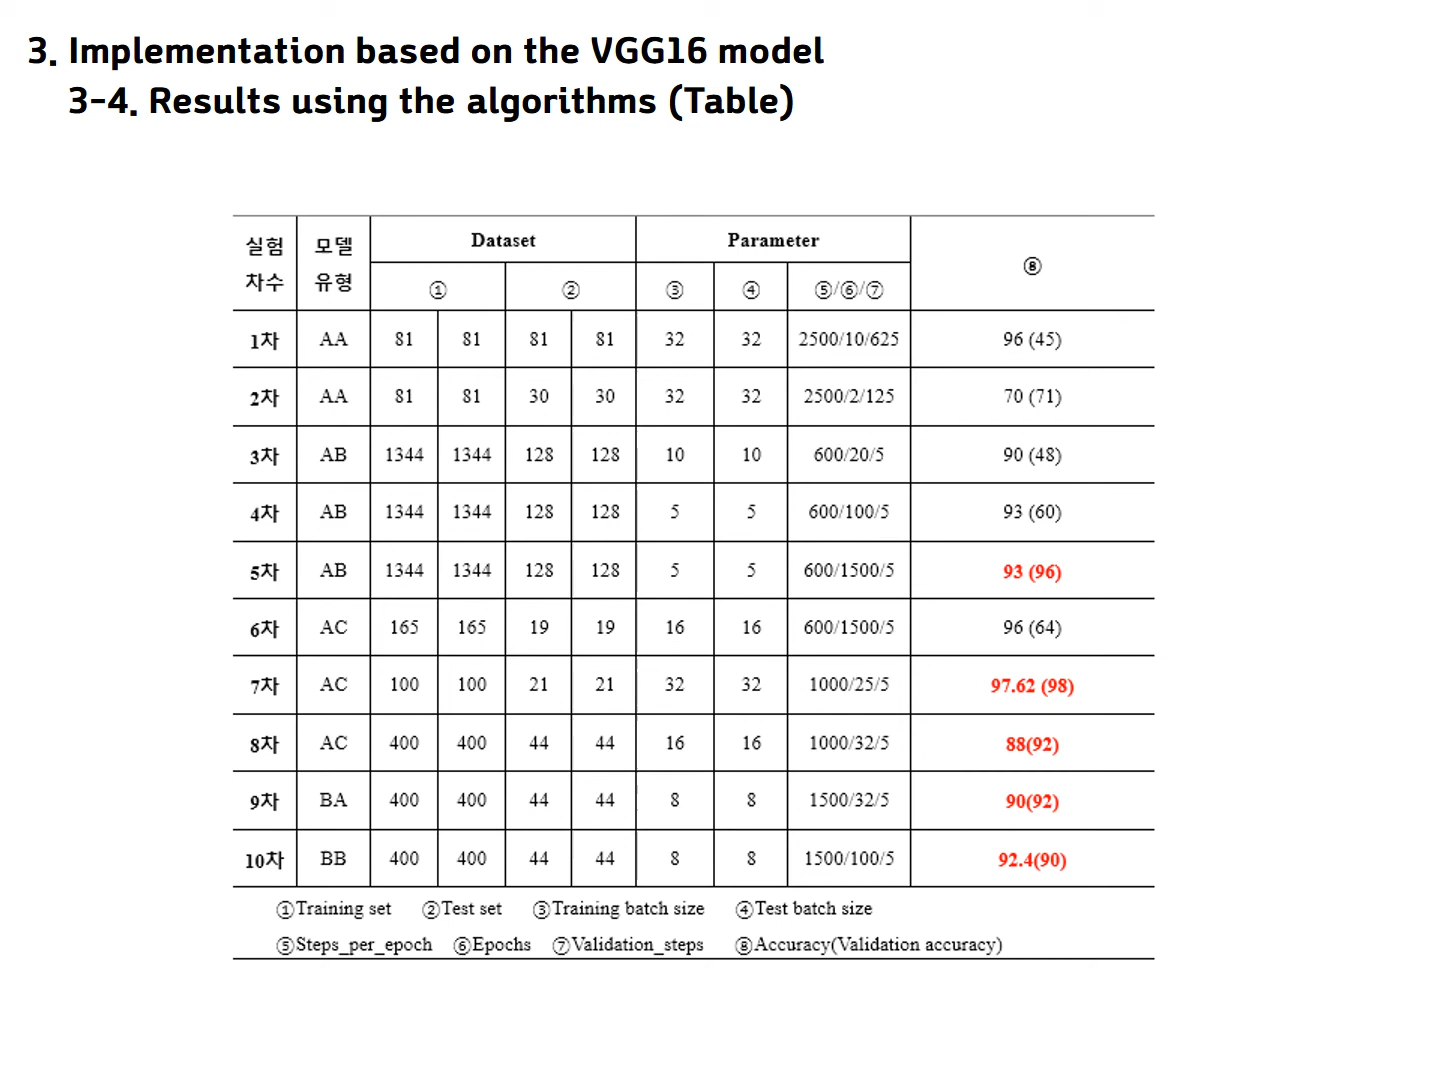 3. Implementation based on the VGG16 model
3-4. Results using the algorithms (Table)
실험 차수 모델 유형 Dataset Parameter ⑧
① ② ③ ④ ⑤/⑥/⑦
1차 AA 81 81 81 81 32 32 2500/10/625 96 (45)
2차 AA 81 81 30 30 32 32 2500/2/125 70 (71)
3차 AB 1344 1344 128 128 10 10 600/20/5 90 (48)
4차 AB 1344 1344 128 128 5 5 600/100/5 93 (60)
5차 AB 1344 1344 128 128 5 5 600/1500/5 93 (96)
6차 AC 165 165 19 19 16 16 600/1500/5 96 (64)
7차 AC 100 100 21 21 32 32 1000/25/5 97.62 (98)
8차 AC 400 400 44 44 16 16 1000/32/5 88(92)
9차 BA 400 400 44 44 8 8 1500/32/5 90(92)
10차 BB 400 400 44 44 8 8 1500/100/5 92.4(90)
①Training set ②Test set ③Training batch size ④Test batch size
⑤Steps_per_epoch ⑥Epochs ⑦Validation_steps ⑧Accuracy(Validation accuracy)